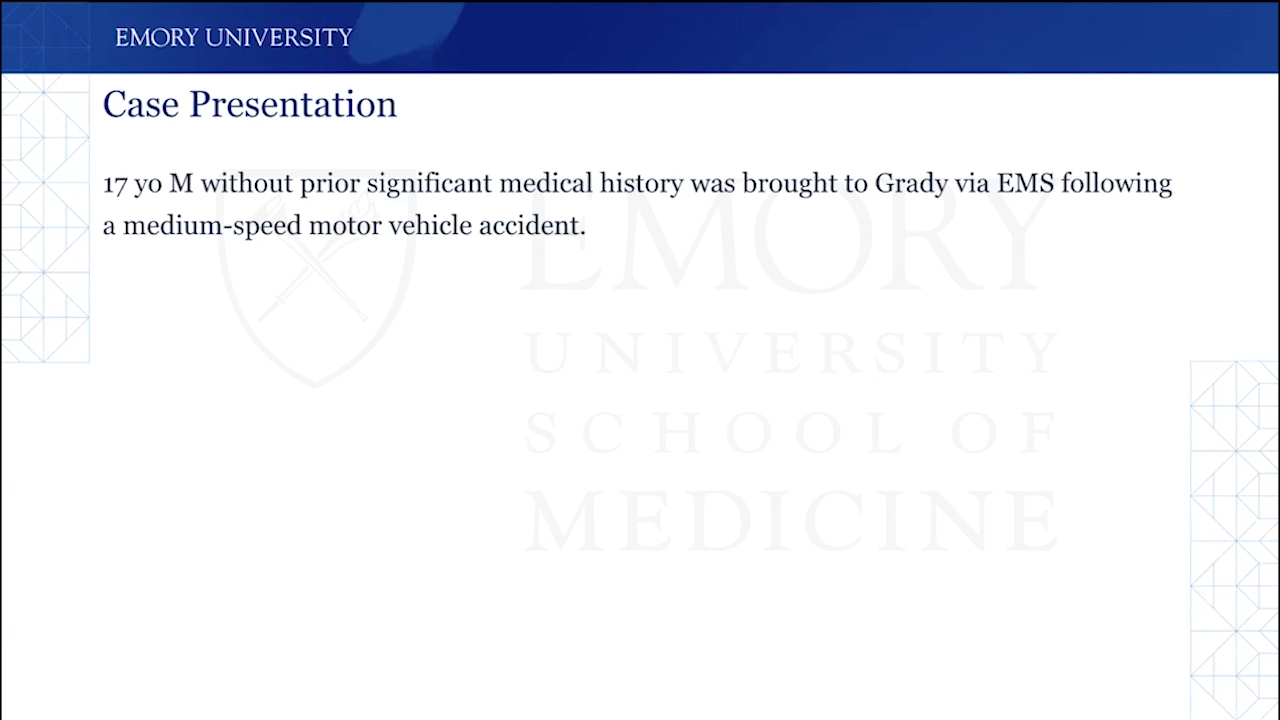 EMORY UNIVERSITY
Case Presentation
17 yo M without prior significant medical history was brought to Grady via EMS following
a medium-speed motor vehicle accident.
EMORY
UNIVERSITY
SCHOOL OF
MEDICINE